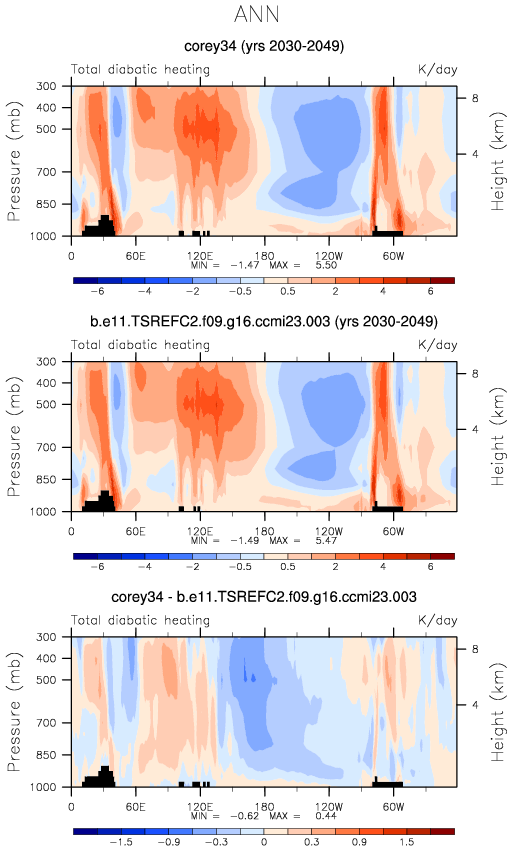 ANN
corey34 (yrs 2030-2049)
Total diabatic heating K/day
Pressure (mb)
Height (km)
300
400
500
700
850
1000
8
4
0 60E 120E 180 120W 60W
MIN = -1.47 MAX = 5.50
-6 -4 -2 -0.5 0.5 2 4 6
b.e11.TSREFC2.f09.g16.ccmi23.003 (yrs 2030-2049)
Total diabatic heating K/day
Pressure (mb)
Height (km)
300
400
500
700
850
1000
8
4
0 60E 120E 180 120W 60W
MIN = -1.49 MAX = 5.47
-6 -4 -2 -0.5 0.5 2 4 6
corey34 - b.e11.TSREFC2.f09.g16.ccmi23.003
Total diabatic heating K/day
Pressure (mb)
Height (km)
300
400
500
700
850
1000
8
4
0 60E 120E 180 120W 60W
MIN = -0.62 MAX = 0.44
-1.5 -0.9 -0.3 0 0.3 0.9 1.5